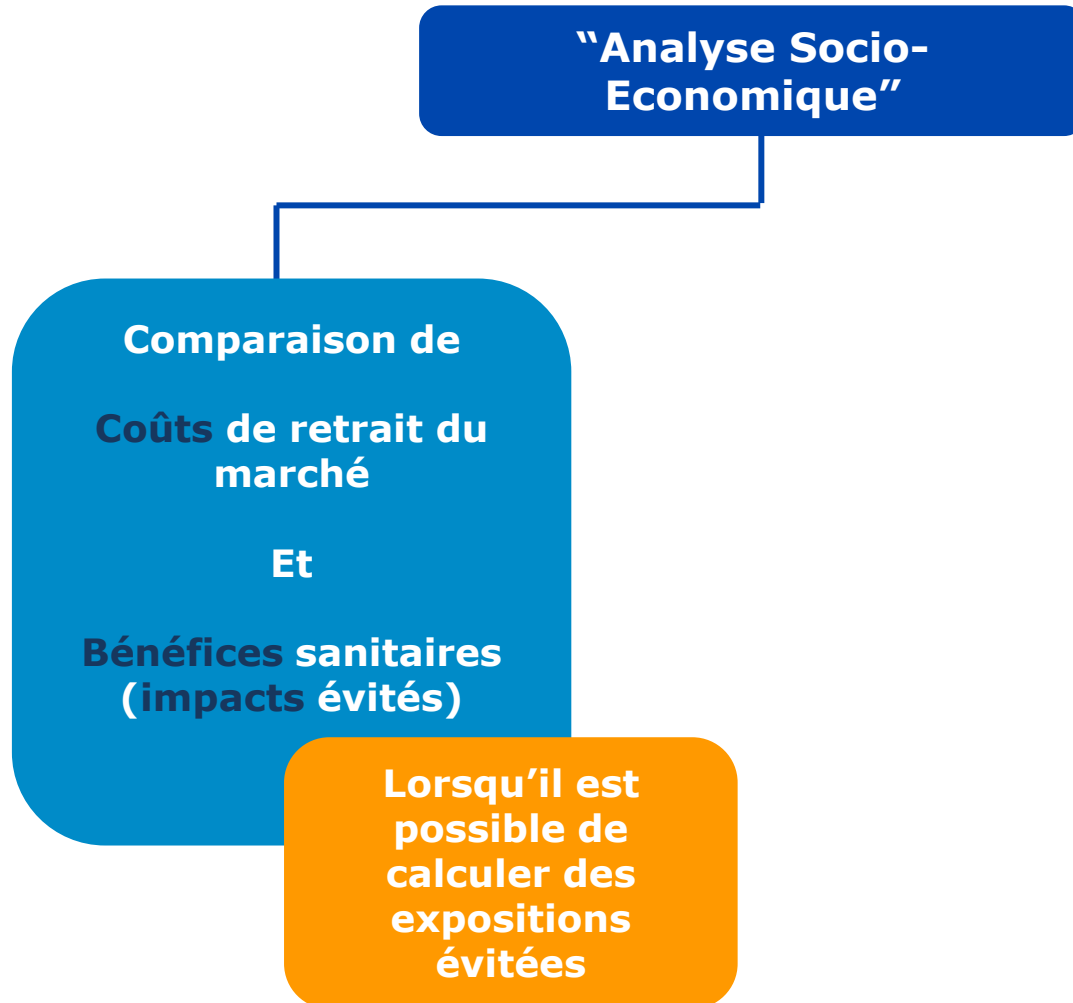 “Analyse Socio-
Economique”
Comparaison de
Coûts de retrait du
marché
Et
Bénéfices sanitaires
(impacts évités)
Lorsqu’il est
possible de
calculer des
expositions
évitées